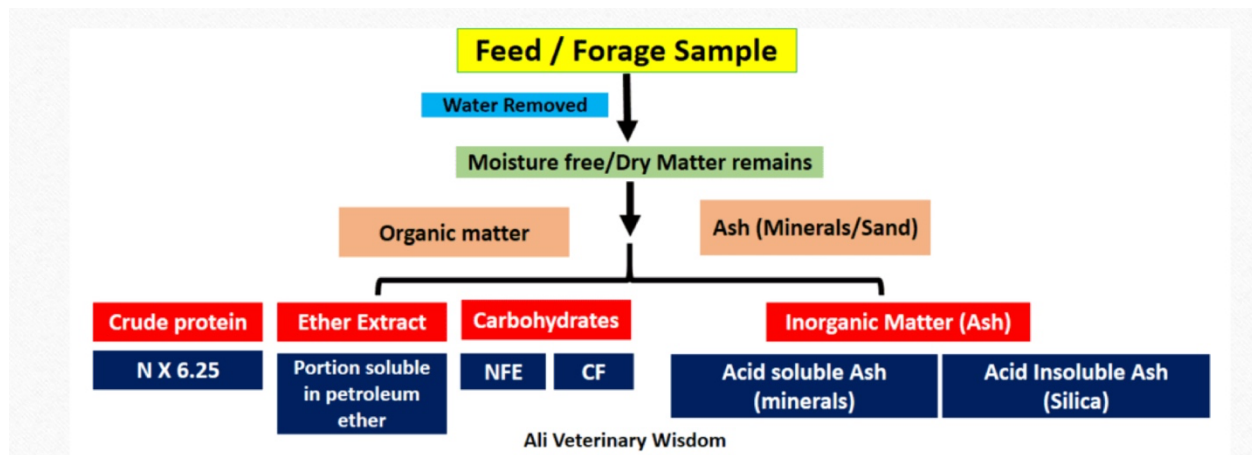 Feed / Forage Sample
Water Removed
Moisture free/Dry Matter remains
Organic matter
Ash (Minerals/Sand)
Crude protein
Ether Extract
Carbohydrates
Inorganic Matter (Ash)
N X 6.25
Portion soluble
in petroleum
ether
NFE
CF
Acid soluble Ash
(minerals)
Acid Insoluble Ash
(Silica)
Ali Veterinary Wisdom